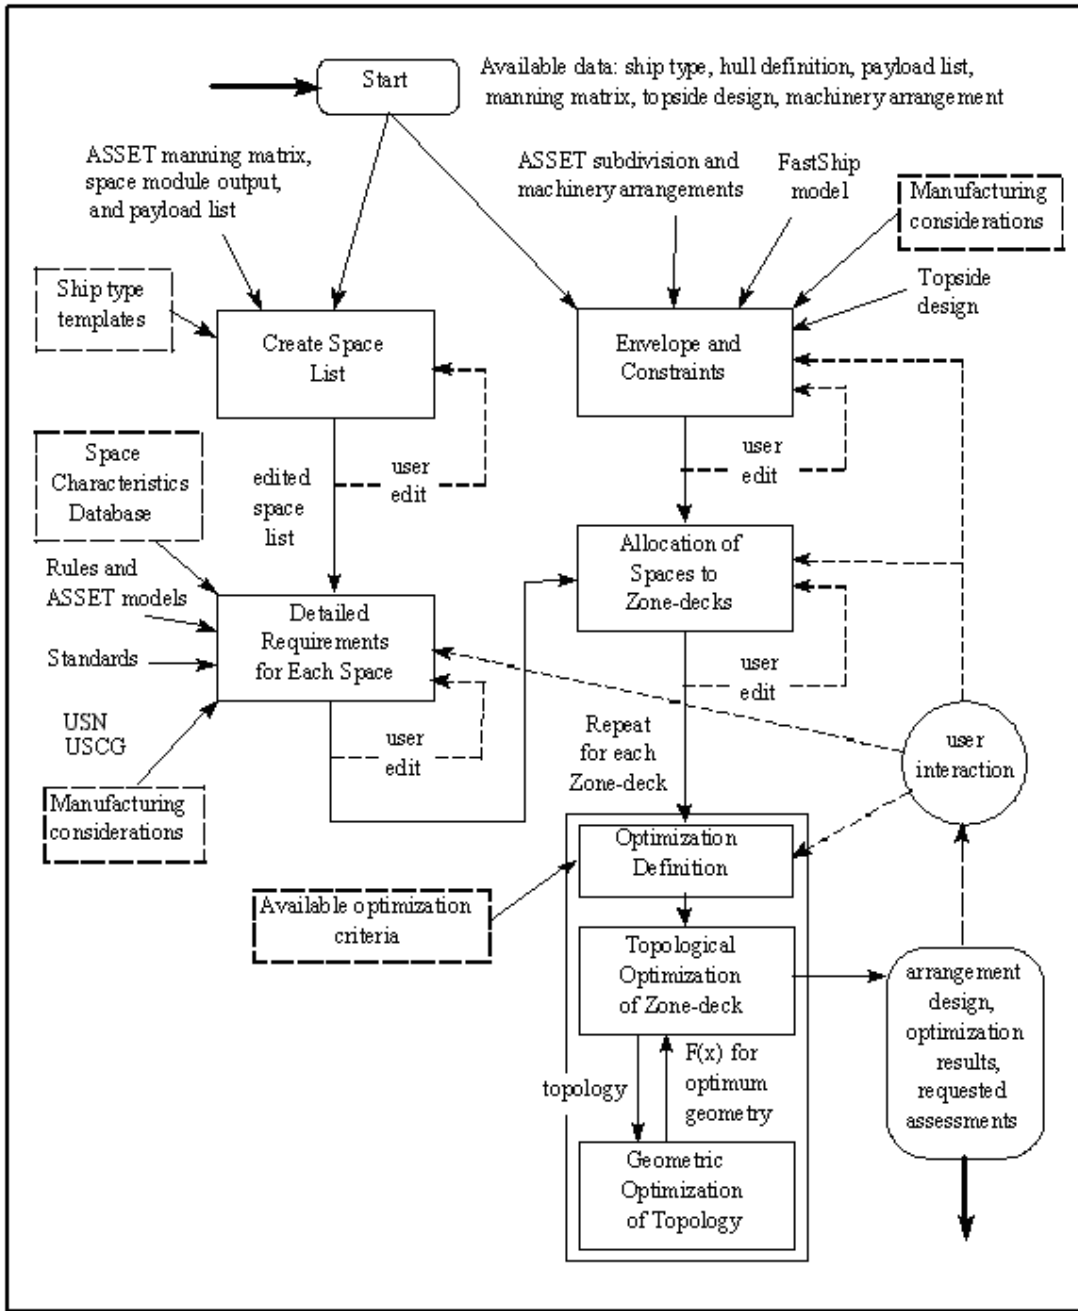 Start
Available data: ship type, hull definition, payload list,
manning matrix, topside design, machinery arrangement
ASSET manning matrix,
space module output,
and payload list
ASSET subdivision and
machinery arrangements
FastShip
model
Manufacturing
considerations
Topside
design
Ship type
templates
Create Space
List
Envelope and
Constraints
user
edit
user
edit
edited
space
list
Space
Characteristics
Database
Allocation of
Spaces to
Zone-decks
Rules and
ASSET models
Detailed
Requirements
for Each Space
Standards
user
edit
USN
USCG
user
edit
Repeat
for each
Zone-deck
user
interaction
Manufacturing
considerations
Optimization
Definition
Available optimization
criteria
Topological
Optimization
of Zone-deck
arrangement
design,
optimization
results,
requested
assessments
topology
F(x) for
optimum
geometry
Geometric
Optimization
of Topology